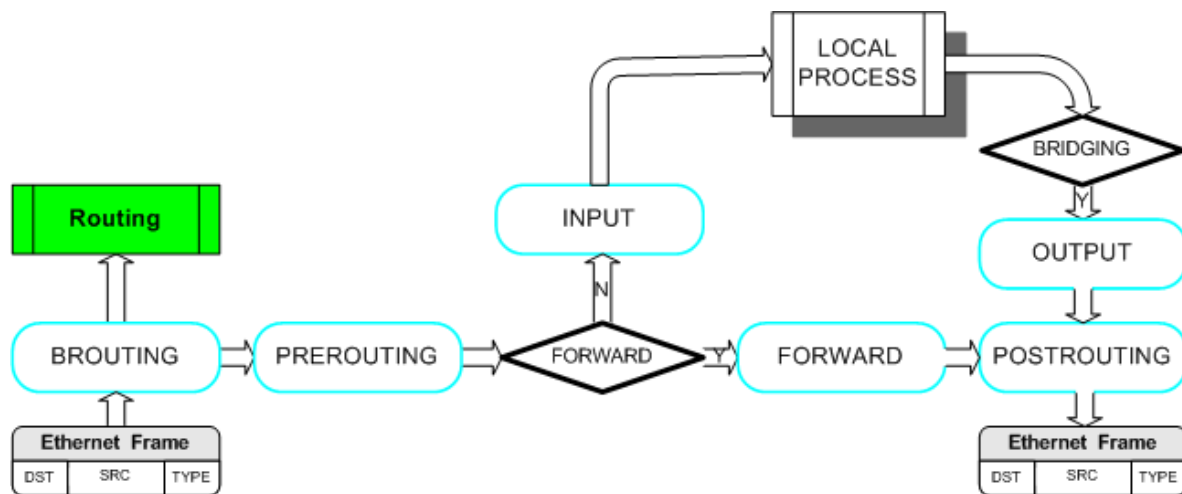 LOCAL
PROCESS
BRIDGING
Y
Routing
INPUT
OUTPUT
N
BROUTING
PREROUTING
FORWARD
Y
FORWARD
POSTROUTING
Ethernet Frame
DST SRC TYPE
Ethernet Frame
DST SRC TYPE